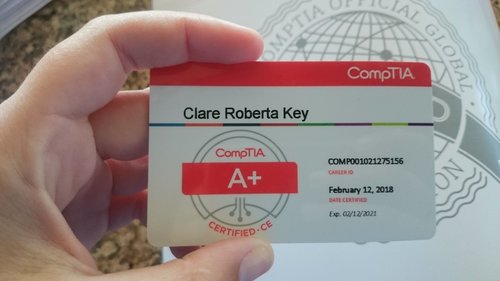 CompTIA
Clare Roberta Key
CompTIA
A+
CERTIFIED · CE
COMP001021275156
CAREER ID
February 12, 2018
DATE CERTIFIED
Exp. 02/12/2021
COMPTIA OFFICIAL GLOBAL